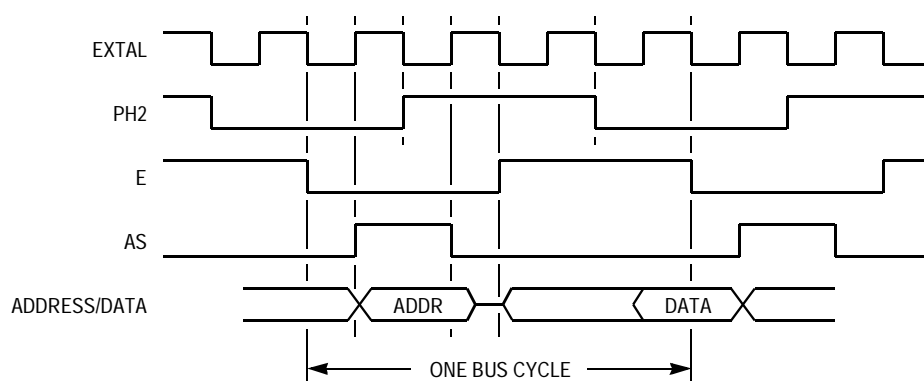 EXTAL
PH2
E
AS
ADDRESS/DATA
ADDR
DATA
ONE BUS CYCLE